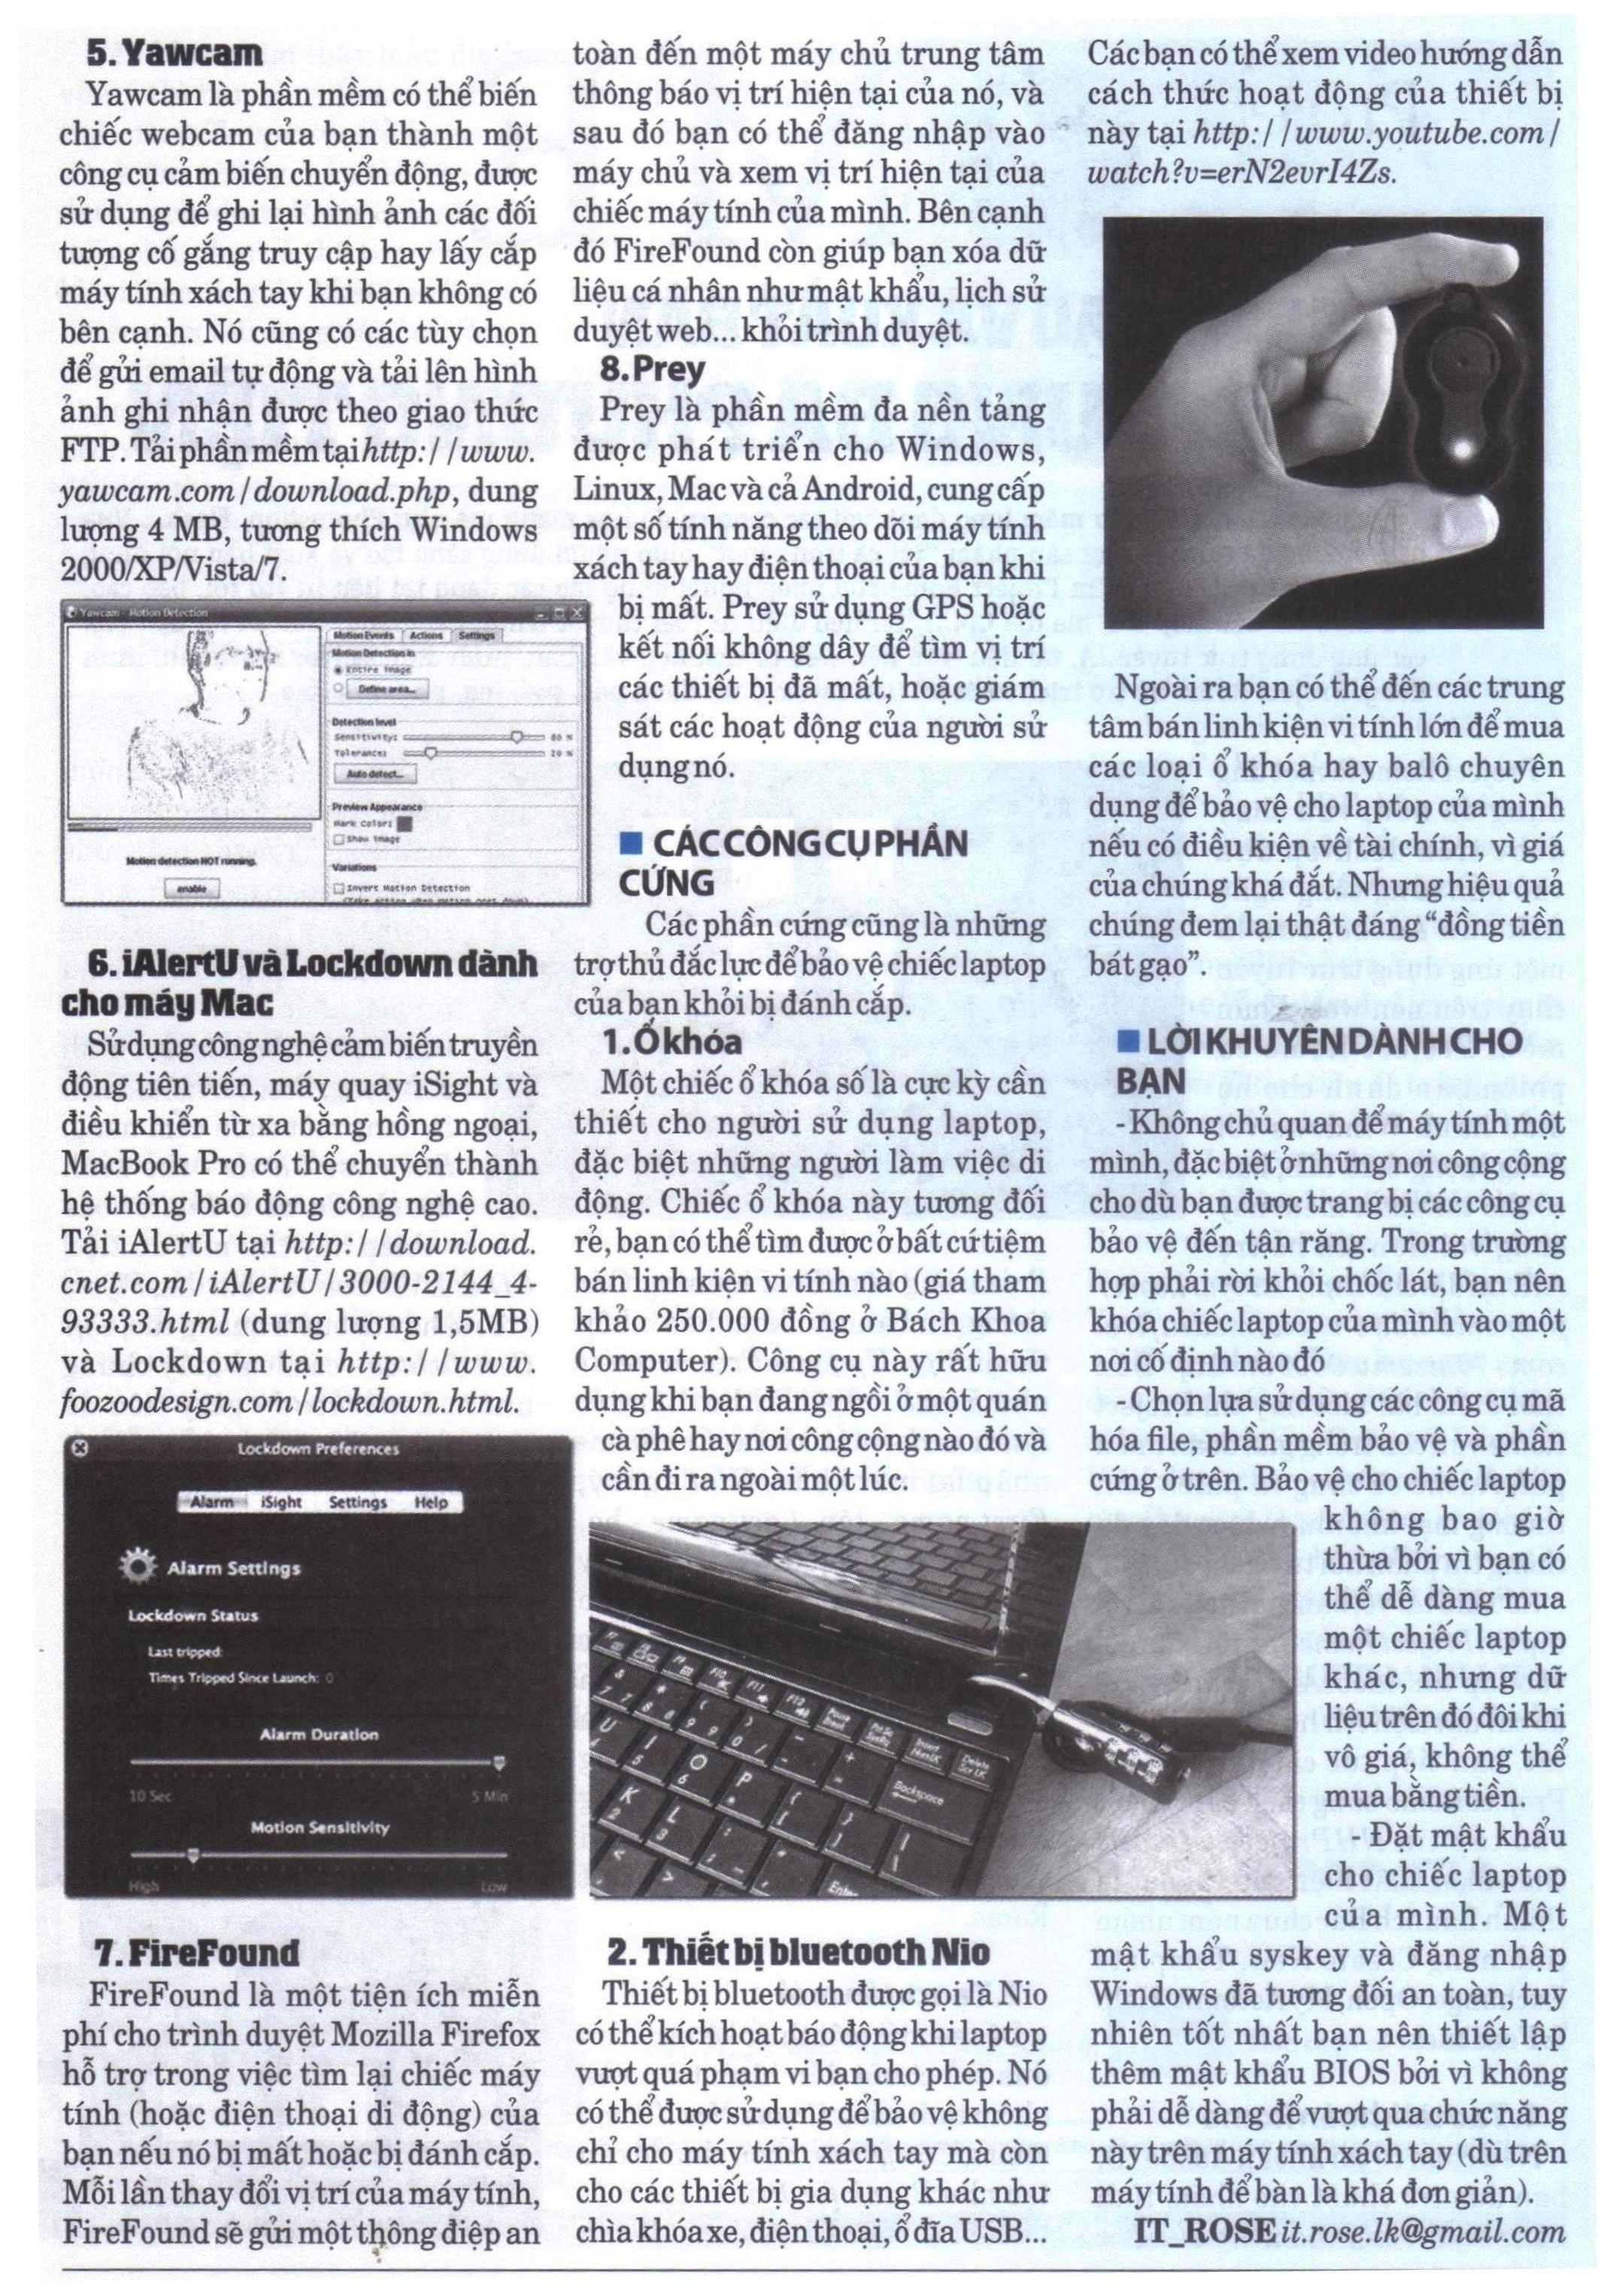 5. Yawcam
Yawcam là phần mềm có thể biến
chiếc webcam của bạn thành một
công cụ cảm biến chuyển động, được
sử dụng để ghi lại hình ảnh các đối
tượng cố gắng truy cập hay lấy cắp
máy tính xách tay khi bạn không có
bên cạnh. Nó cũng có các tùy chọn
để gửi email tự động và tải lên hình
ảnh ghi nhận được theo giao thức
FTP. Tải phần mềm tại http://www.
yawcam.com/download.php, dung
lượng 4 MB, tương thích Windows
2000/XP/Vista/7.
Yawcam - Motion Detection
Motion Events Actions Settings
Motion Detection in
Entire image
Define area...
Detection level
Sensitivity: 80 %
Tolerance: 20 %
Auto detect...
Preview Appearance
Mark Color:
Show image
Variations
Invert Motion Detection
(Take action when motion goes down)
Motion detection NOT running.
enable
6. iAlertU và Lockdown dành
cho máy Mac
Sử dụng công nghệ cảm biến truyền
động tiên tiến, máy quay iSight và
điều khiển từ xa bằng hồng ngoại,
MacBook Pro có thể chuyển thành
hệ thống báo động công nghệ cao.
Tải iAlertU tại http://download.
cnet.com/iAlertU/3000-2144_4-
93333.html (dung lượng 1,5MB)
và Lockdown tại http://www.
foozoodesign.com/lockdown.html.
Lockdown Preferences
Alarm iSight Settings Help
Alarm Settings
Lockdown Status
Last tripped:
Times Tripped Since Launch: 0
Alarm Duration
10 Sec 5 Min
Motion Sensitivity
High Low
7. FireFound
FireFound là một tiện ích miễn
phí cho trình duyệt Mozilla Firefox
hỗ trợ trong việc tìm lại chiếc máy
tính (hoặc điện thoại di động) của
bạn nếu nó bị mất hoặc bị đánh cắp.
Mỗi lần thay đổi vị trí của máy tính,
FireFound sẽ gửi một thông điệp an
toàn đến một máy chủ trung tâm
thông báo vị trí hiện tại của nó, và
sau đó bạn có thể đăng nhập vào
máy chủ và xem vị trí hiện tại của
chiếc máy tính của mình. Bên cạnh
đó FireFound còn giúp bạn xóa dữ
liệu cá nhân như mật khẩu, lịch sử
duyệt web... khỏi trình duyệt.
8. Prey
Prey là phần mềm đa nền tảng
được phát triển cho Windows,
Linux, Mac và cả Android, cung cấp
một số tính năng theo dõi máy tính
xách tay hay điện thoại của bạn khi
bị mất. Prey sử dụng GPS hoặc
kết nối không dây để tìm vị trí
các thiết bị đã mất, hoặc giám
sát các hoạt động của người sử
dụng nó.
■ CÁC CÔNG CỤ PHẦN
CỨNG
Các phần cứng cũng là những
trợ thủ đắc lực để bảo vệ chiếc laptop
của bạn khỏi bị đánh cắp.
1. Ổ khóa
Một chiếc ổ khóa số là cực kỳ cần
thiết cho người sử dụng laptop,
đặc biệt những người làm việc di
động. Chiếc ổ khóa này tương đối
rẻ, bạn có thể tìm được ở bất cứ tiệm
bán linh kiện vi tính nào (giá tham
khảo 250.000 đồng ở Bách Khoa
Computer). Công cụ này rất hữu
dụng khi bạn đang ngồi ở một quán
cà phê hay nơi công cộng nào đó và
cần đi ra ngoài một lúc.
Backspace
2. Thiết bị bluetooth Nio
Thiết bị bluetooth được gọi là Nio
có thể kích hoạt báo động khi laptop
vượt quá phạm vi bạn cho phép. Nó
có thể được sử dụng để bảo vệ không
chỉ cho máy tính xách tay mà còn
cho các thiết bị gia dụng khác như
chìa khóa xe, điện thoại, ổ đĩa USB...
Các bạn có thể xem video hướng dẫn
cách thức hoạt động của thiết bị
này tại http://www.youtube.com/
watch?v=erN2evrI4Zs.
Ngoài ra bạn có thể đến các trung
tâm bán linh kiện vi tính lớn để mua
các loại ổ khóa hay balô chuyên
dụng để bảo vệ cho laptop của mình
nếu có điều kiện về tài chính, vì giá
của chúng khá đắt. Nhưng hiệu quả
chúng đem lại thật đáng “đồng tiền
bát gạo”.
■ LỜI KHUYÊN DÀNH CHO
BẠN
- Không chủ quan để máy tính một
mình, đặc biệt ở những nơi công cộng
cho dù bạn được trang bị các công cụ
bảo vệ đến tận răng. Trong trường
hợp phải rời khỏi chốc lát, bạn nên
khóa chiếc laptop của mình vào một
nơi cố định nào đó
- Chọn lựa sử dụng các công cụ mã
hóa file, phần mềm bảo vệ và phần
cứng ở trên. Bảo vệ cho chiếc laptop
không bao giờ
thừa bởi vì bạn có
thể dễ dàng mua
một chiếc laptop
khác, nhưng dữ
liệu trên đó đôi khi
vô giá, không thể
mua bằng tiền.
- Đặt mật khẩu
cho chiếc laptop
của mình. Một
mật khẩu syskey và đăng nhập
Windows đã tương đối an toàn, tuy
nhiên tốt nhất bạn nên thiết lập
thêm mật khẩu BIOS bởi vì không
phải dễ dàng để vượt qua chức năng
này trên máy tính xách tay (dù trên
máy tính để bàn là khá đơn giản).
IT_ROSE it.rose.lk@gmail.com